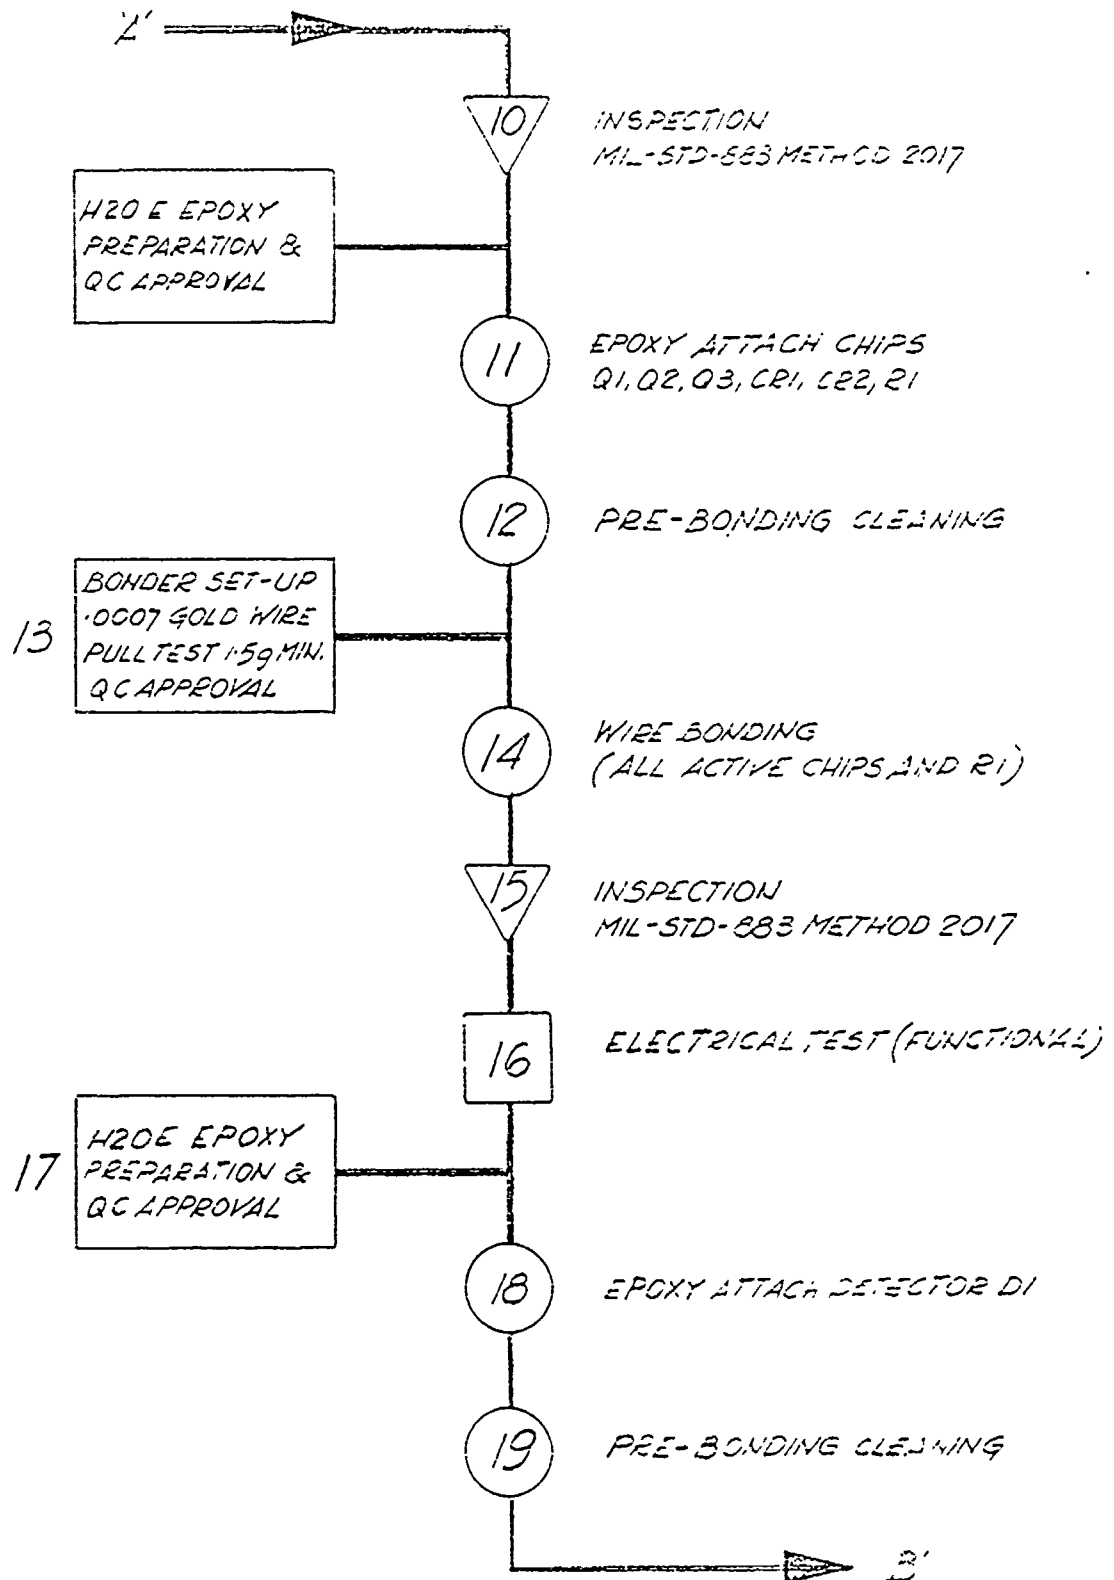 10
INSPECTION
MIL-STD-883 METHOD 2017
H20 E EPOXY
PREPARATION &
QC APPROVAL
11
EPOXY ATTACH CHIPS
Q1, Q2, Q3, CR1, CR2, R1
12
PRE-BONDING CLEANING
13
BONDER SET-UP
.0007 GOLD WIRE
PULL TEST 1.5g MIN.
QC APPROVAL
14
WIRE BONDING
(ALL ACTIVE CHIPS AND R1)
15
INSPECTION
MIL-STD-883 METHOD 2017
16
ELECTRICAL TEST (FUNCTIONAL)
17
H20E EPOXY
PREPARATION &
QC APPROVAL
18
EPOXY ATTACH DETECTOR D1
19
PRE-BONDING CLEANING
B'